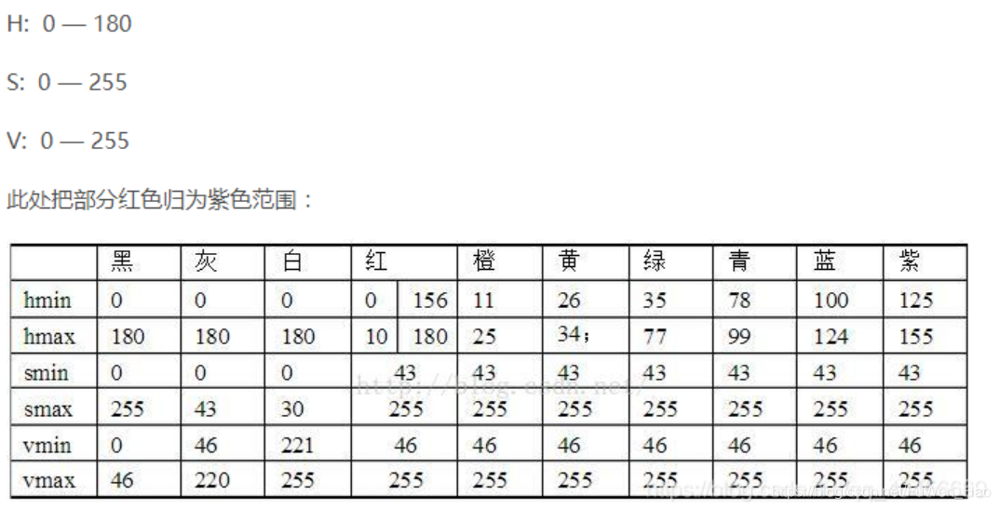 H: 0 — 180
S: 0 — 255
V: 0 — 255
此处把部分红色归为紫色范围：
黑 灰 白 红 橙 黄 绿 青 蓝 紫
hmin 0 0 0 0 156 11 26 35 78 100 125
hmax 180 180 180 10 180 25 34； 77 99 124 155
smin 0 0 0 43 43 43 43 43 43 43
http://blog.csdn.net/
smax 255 43 30 255 255 255 255 255 255 255
vmin 0 46 221 46 46 46 46 46 46 46
vmax 46 220 255 255 255 255 255 255 255 255